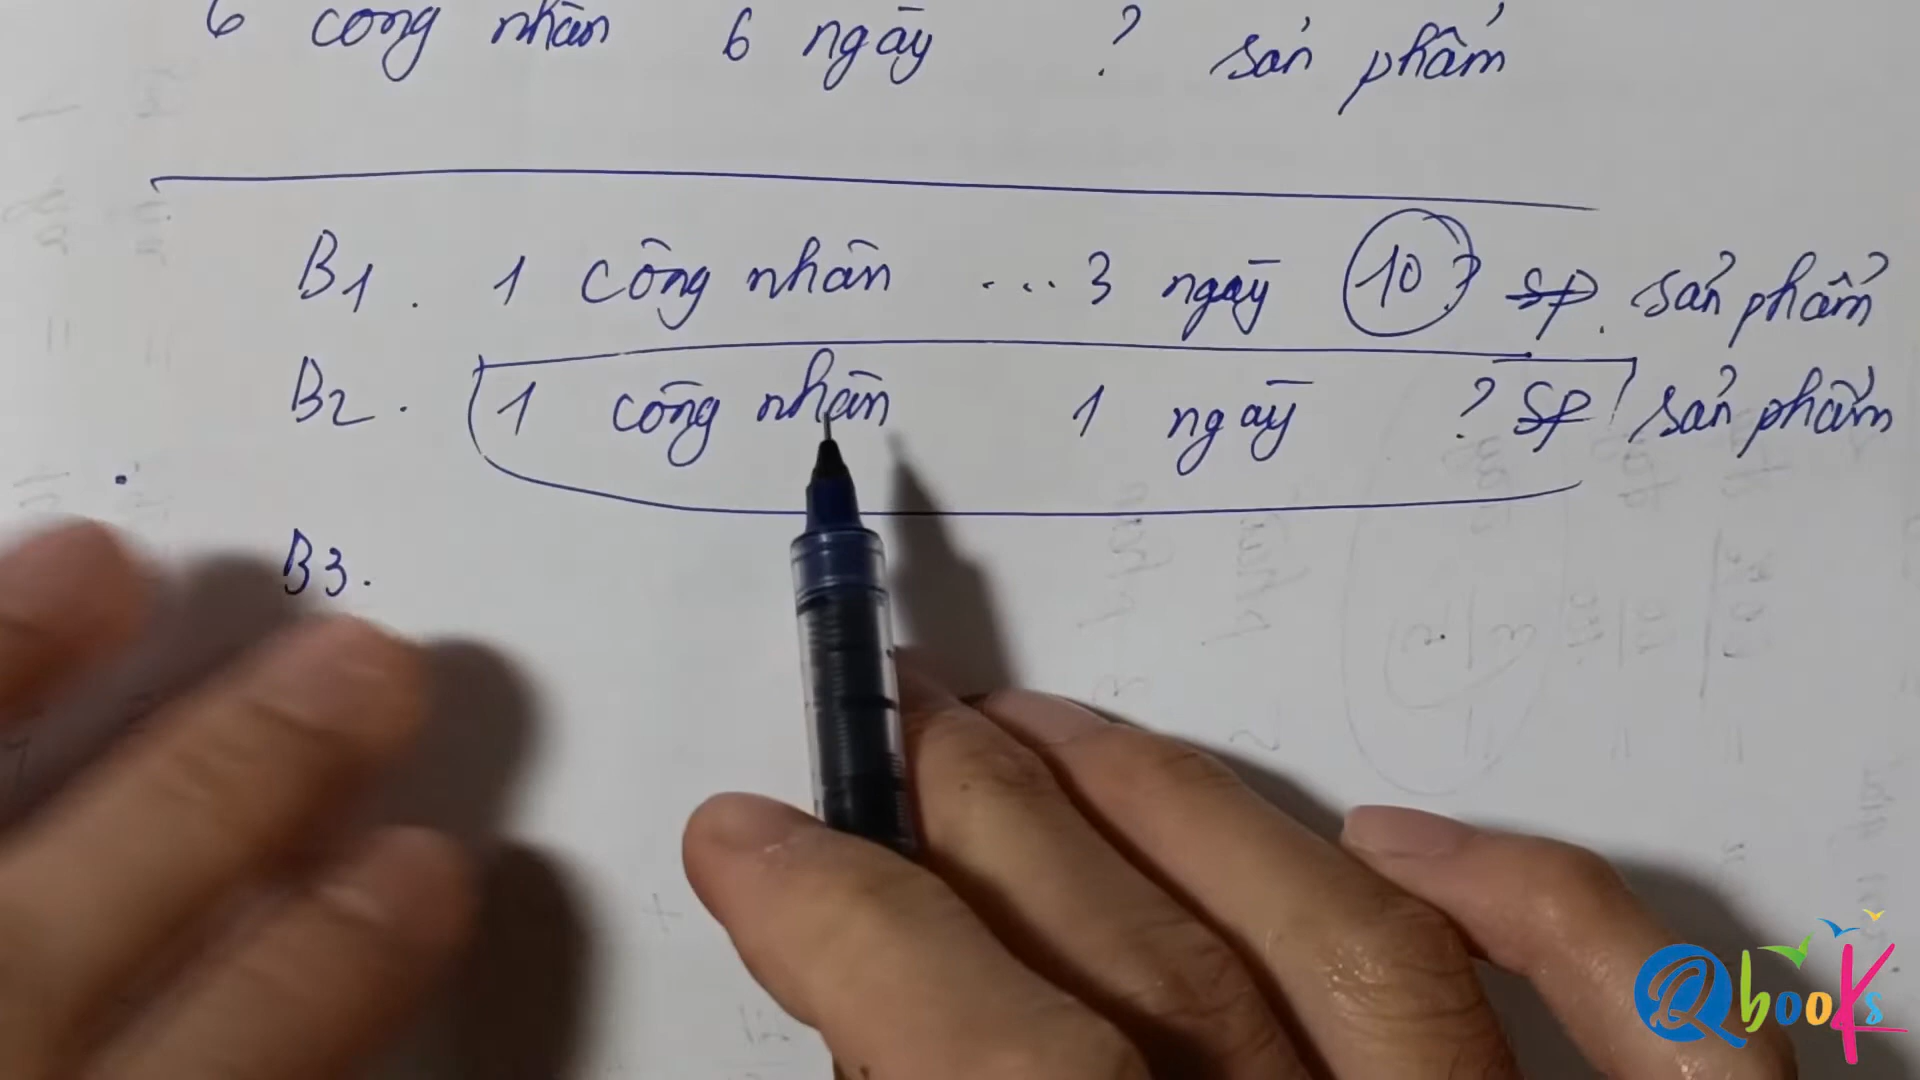 6 công nhân 6 ngày ? sản phẩm
B1. 1 công nhân ... 3 ngày 10 ? sp. sản phẩm
B2. 1 công nhân 1 ngày ? sp sản phẩm
B3.
Qbooks